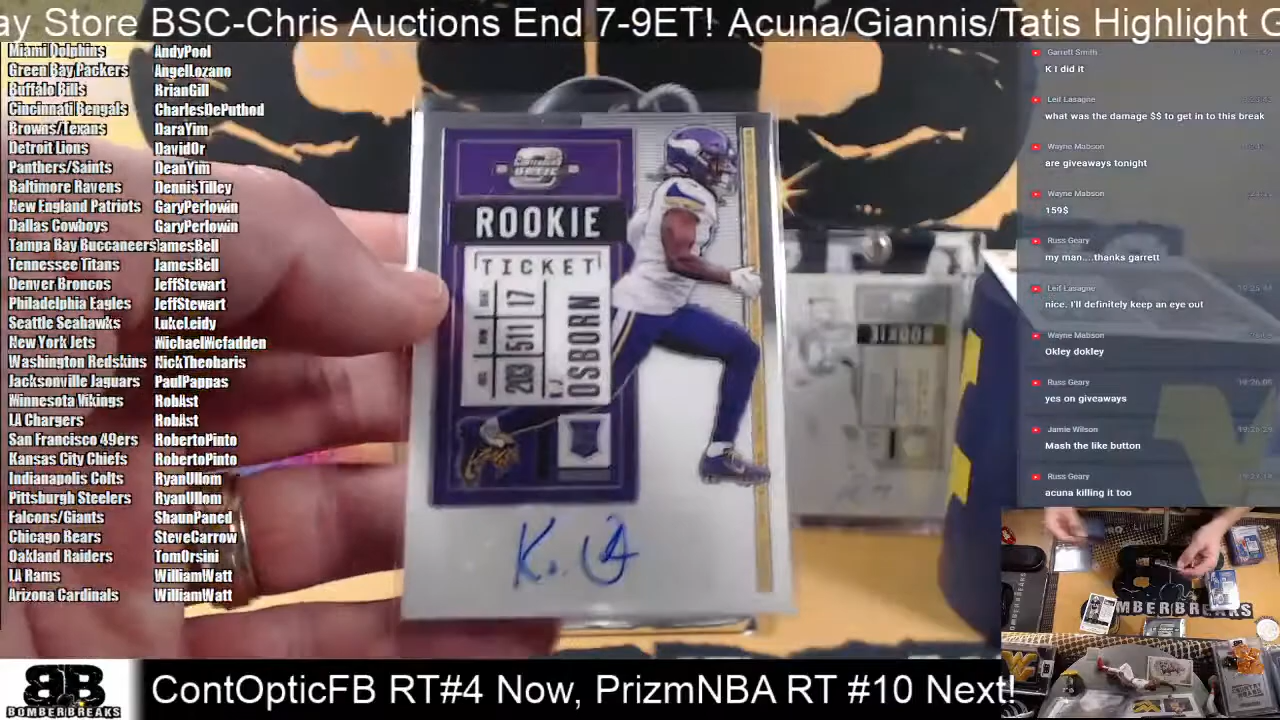 ay Store BSC-Chris Auctions End 7-9ET! Acuna/Giannis/Tatis Highlight
Miami Dolphins AndyPool
Green Bay Packers AngelLozano
Buffalo Bills BrianGill
Cincinnati Bengals CharlesDePuthod
Browns/Texans DaraYim
Detroit Lions DavidOr
Panthers/Saints DeanYim
Baltimore Ravens DennisTilley
New England Patriots GaryPerlowin
Dallas Cowboys GaryPerlowin
Tampa Bay Buccaneers JamesBell
Tennessee Titans JamesBell
Denver Broncos JeffStewart
Philadelphia Eagles JeffStewart
Seattle Seahawks LukeLeidy
New York Jets MichaelMcfadden
Washington Redskins NickTheoharis
Jacksonville Jaguars PaulPappas
Minnesota Vikings RobAst
LA Chargers RobAst
San Francisco 49ers RobertoPinto
Kansas City Chiefs RobertoPinto
Indianapolis Colts RyanUllom
Pittsburgh Steelers RyanUllom
Falcons/Giants ShaunPaned
Chicago Bears SteveCarrow
Oakland Raiders TomOrsini
LA Rams WilliamWatt
Arizona Cardinals WilliamWatt
OPTIC
ROOKIE
TICKET
17
511
203
KJ
OSBORN
Garrett Smith
K I did it
Leif Lasagne
what was the damage $$ to get in to this break
Wayne Mabson
are giveaways tonight
Wayne Mabson
159$
Russ Geary
my man....thanks garrett
Leif Lasagne
nice. I'll definitely keep an eye out
Wayne Mabson
Okley dokley
Russ Geary
yes on giveaways
Jamie Wilson
Mash the like button
Russ Geary
acuna killing it too
MBERBREAKS
BB
BOMBERBREAKS
ContOpticFB RT#4 Now, PrizmNBA RT #10 Next!